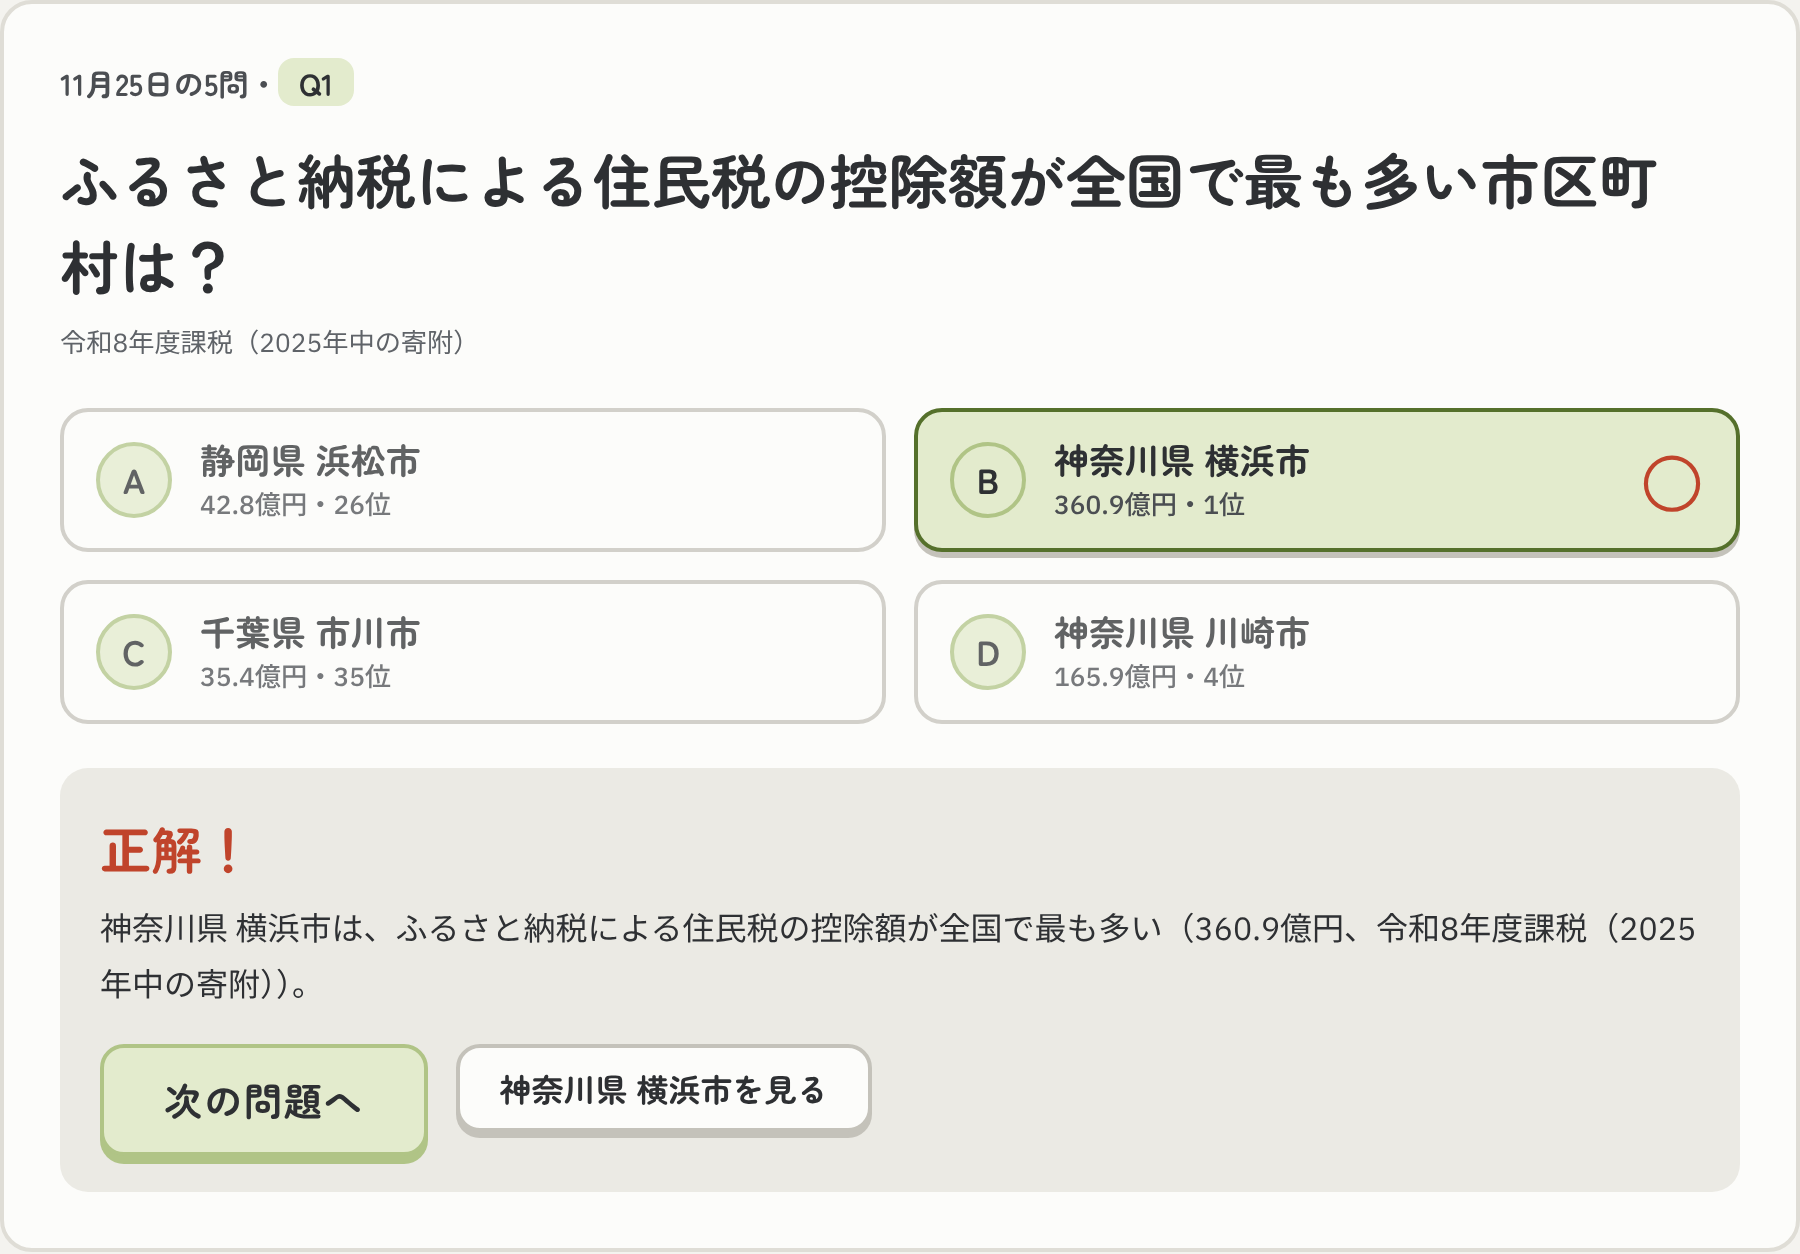 11月25日の5問・ Q1
ふるさと納税による住民税の控除額が全国で最も多い市区町
村は？
令和8年度課税（2025年中の寄附）
A 静岡県 浜松市
42.8億円・26位
B 神奈川県 横浜市
360.9億円・1位
C 千葉県 市川市
35.4億円・35位
D 神奈川県 川崎市
165.9億円・4位
正解！
神奈川県 横浜市は、ふるさと納税による住民税の控除額が全国で最も多い（360.9億円、令和8年度課税（2025
年中の寄附））。
次の問題へ
神奈川県 横浜市を見る